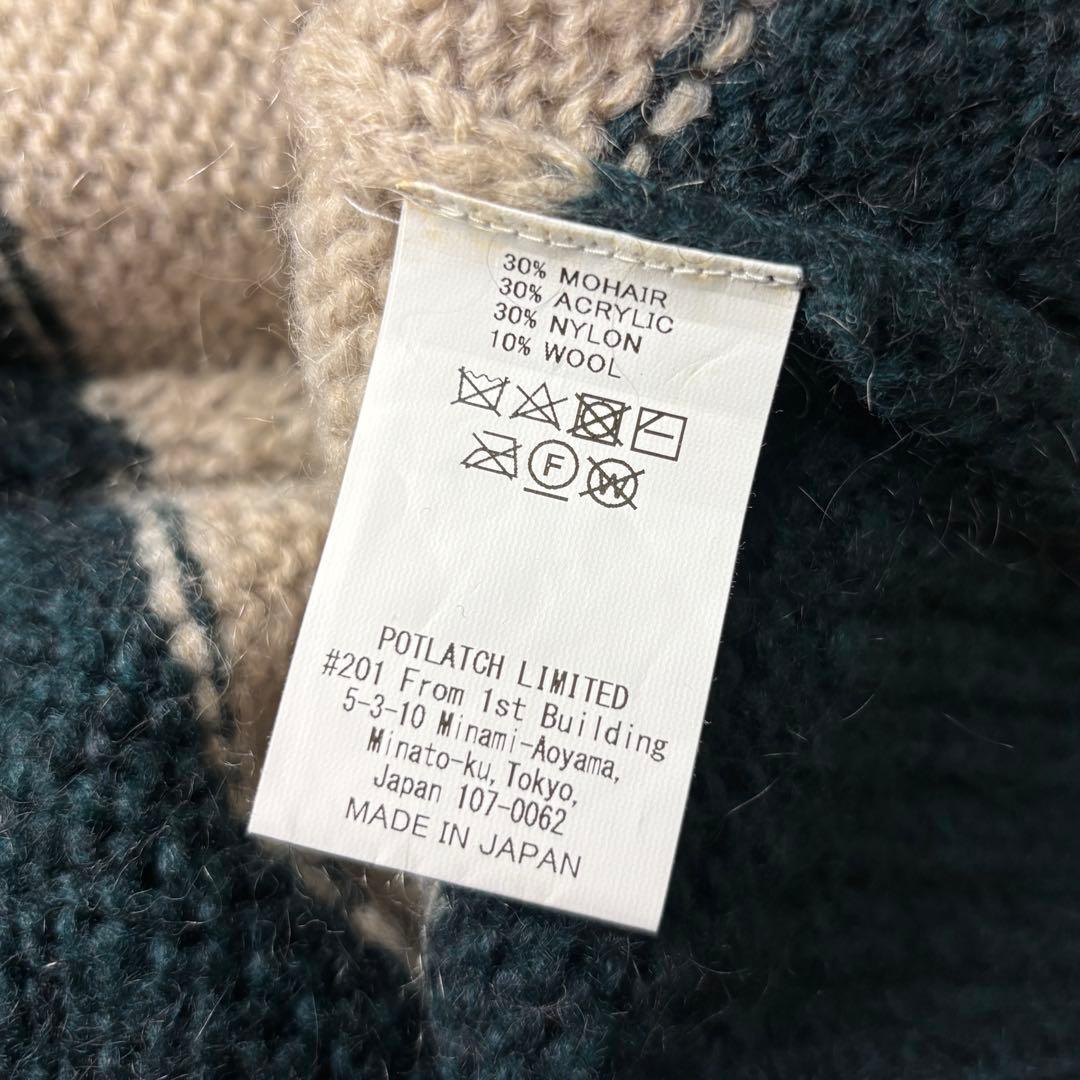 30% MOHAIR
30% ACRYLIC
30% NYLON
10% WOOL
F W
POTLATCH LIMITED
#201 From 1st Building
5-3-10 Minami-Aoyama,
Minato-ku, Tokyo,
Japan 107-0062
MADE IN JAPAN